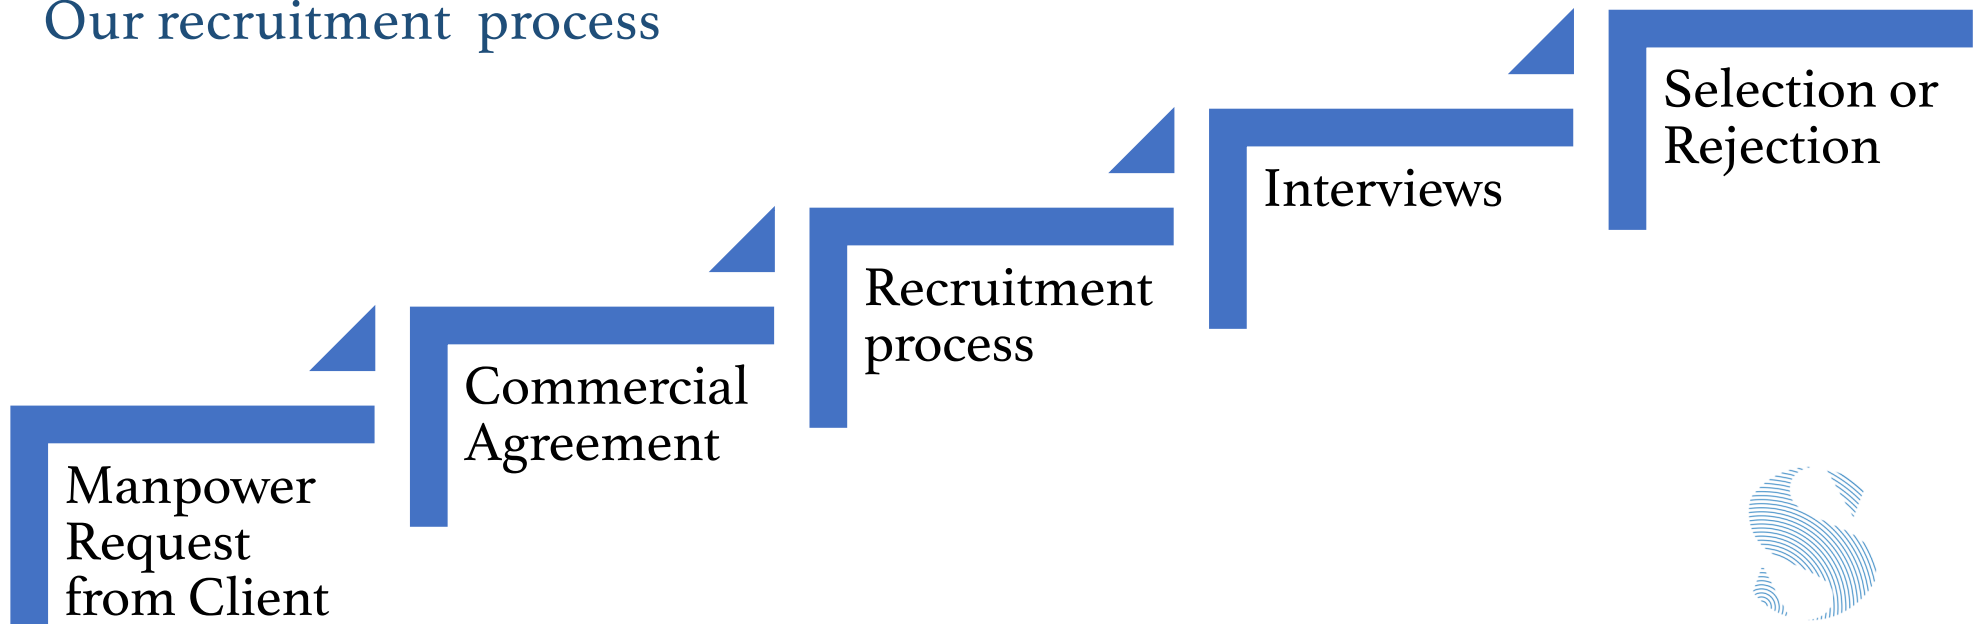 Our recruitment  process
Manpower
Request
from Client
Commercial
Agreement
Recruitment
process
Interviews
Selection or
Rejection
S